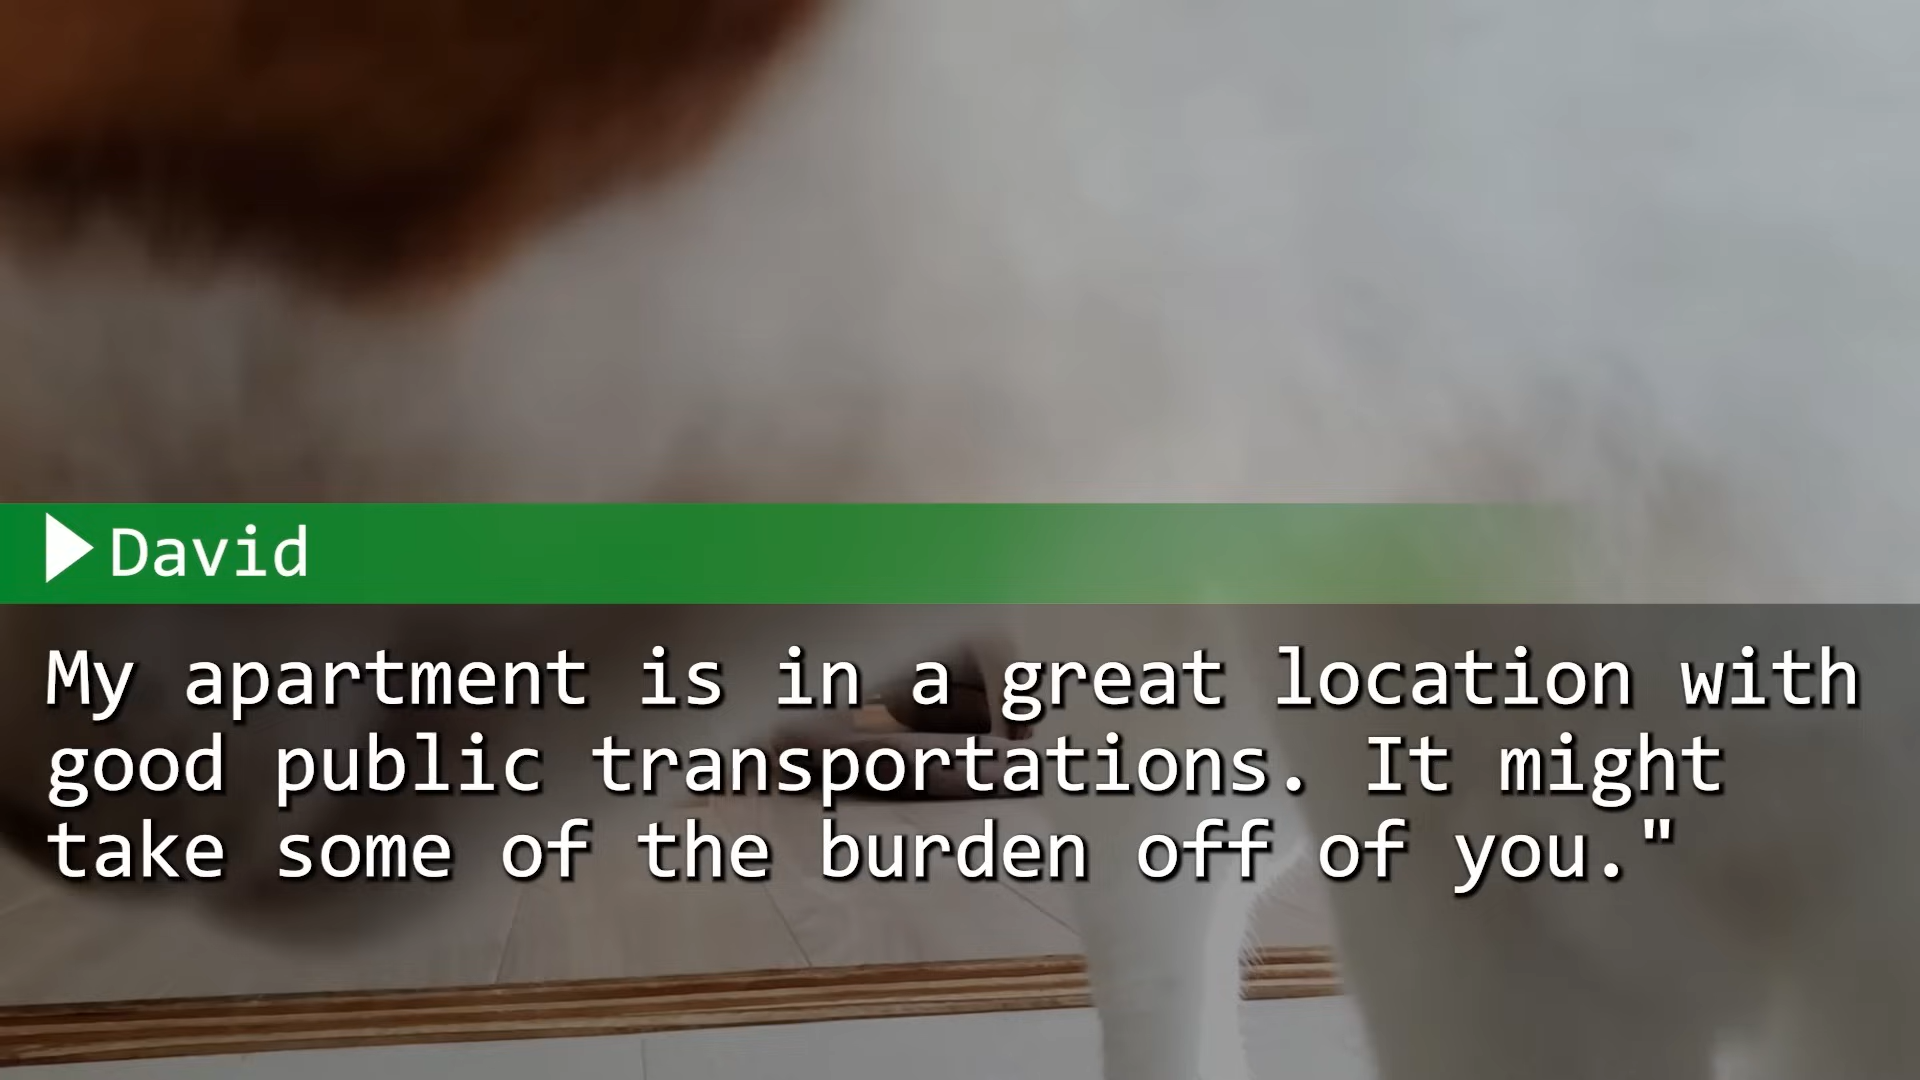 David
My apartment is in a great location with
good public transportations. It might
take some of the burden off of you."